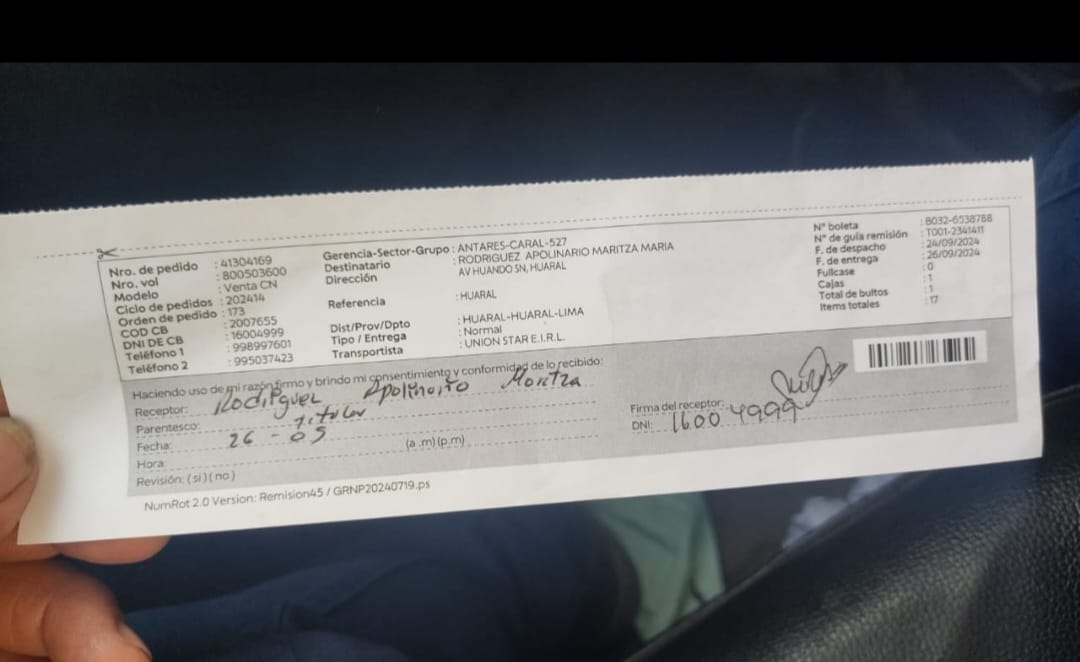 Nro. de pedido : 41304169
Nro. vol : 800503600
Modelo : Venta CN
Ciclo de pedidos : 202414
Orden de pedido : 173
COD CB : 2007655
DNI DE CB : 16004999
Teléfono 1 : 998997601
Teléfono 2 : 995037423
Gerencia-Sector-Grupo : ANTARES-CARAL-527
Destinatario : RODRIGUEZ APOLINARIO MARITZA MARIA
Dirección AV HUANDO SN, HUARAL
Referencia : HUARAL
Dist/Prov/Dpto : HUARAL-HUARAL-LIMA
Tipo / Entrega : Normal
Transportista : UNION STAR E.I.R.L.
N° boleta : B032-6538788
N° de guía remisión : T001-2341411
F. de despacho : 24/09/2024
F. de entrega : 26/09/2024
Fullcase : 0
Cajas : 1
Total de bultos : 1
Items totales : 17
Haciendo uso de mi razón firmo y brindo mi consentimiento y conformidad de lo recibido:
Receptor: Rodriguez Apolinario Maritza
Parentesco: Titular
Fecha: 26 - 05
Hora: (a.m) (p.m)
Revisión: ( si ) ( no )
Firma del receptor:
DNI: 1600 4999
NumRot 2.0 Version: Remision45 / GRNP20240719.ps